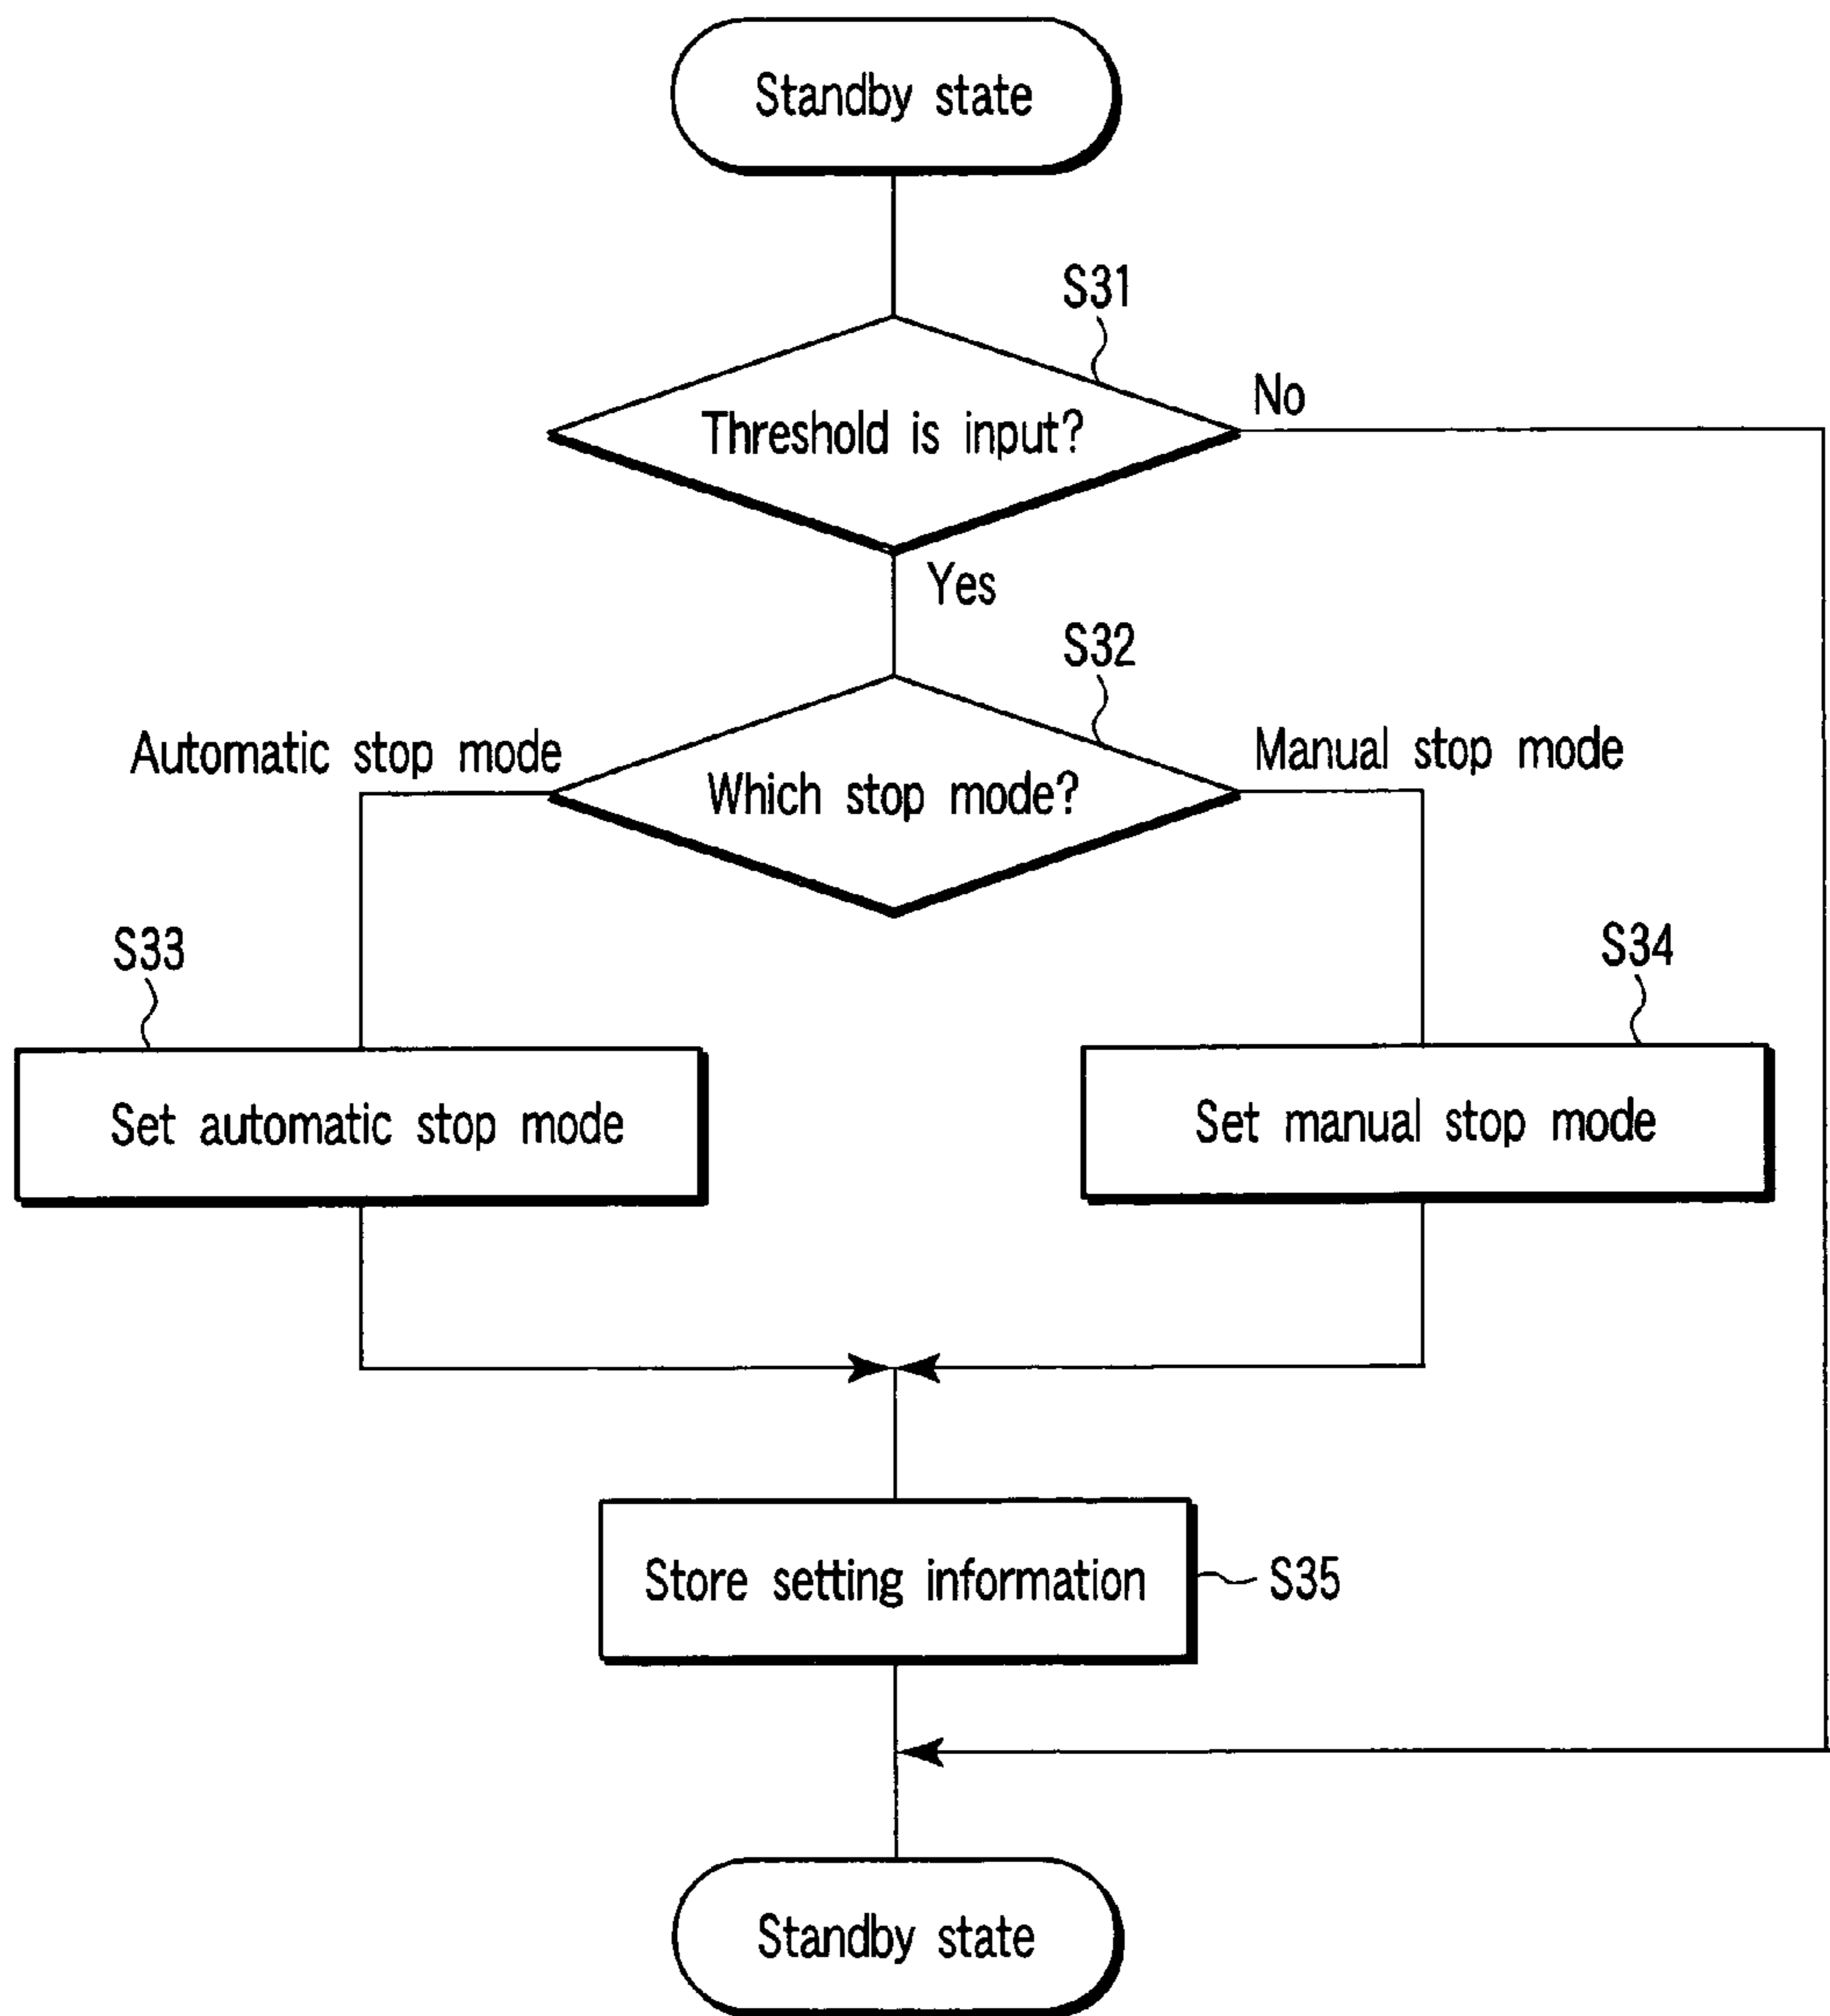 Standby state
S31
Threshold is input?
No
Yes
S32
Automatic stop mode
Which stop mode?
Manual stop mode
S33
S34
Set automatic stop mode
Set manual stop mode
Store setting information
S35
Standby state